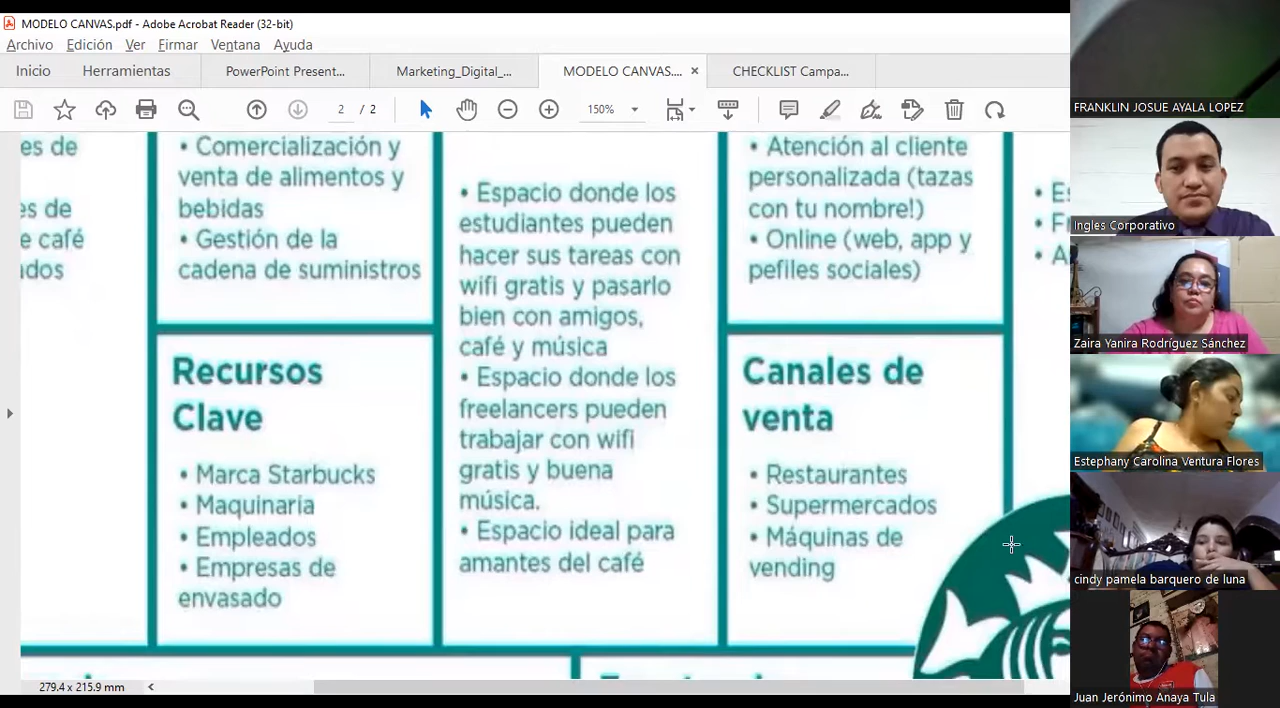 MODELO CANVAS.pdf - Adobe Acrobat Reader (32-bit)
Archivo Edición Ver Firmar Ventana Ayuda
Inicio Herramientas PowerPoint Present... Marketing_Digital_... MODELO CANVAS.... × CHECKLIST Campa...
2 / 2 150%
es de
es de
e café
ados
• Comercialización y
venta de alimentos y
bebidas
• Gestión de la
cadena de suministros
Recursos
Clave
• Marca Starbucks
• Maquinaria
• Empleados
• Empresas de
envasado
• Espacio donde los
estudiantes pueden
hacer sus tareas con
wifi gratis y pasarlo
bien con amigos,
café y música
• Espacio donde los
freelancers pueden
trabajar con wifi
gratis y buena
música.
• Espacio ideal para
amantes del café
• Atención al cliente
personalizada (tazas
con tu nombre!)
• Online (web, app y
pefiles sociales)
Canales de
venta
• Restaurantes
• Supermercados
• Máquinas de
vending
279.4 x 215.9 mm
FRANKLIN JOSUE AYALA LOPEZ
Ingles Corporativo
Zaira Yanira Rodríguez Sánchez
Estephany Carolina Ventura Flores
cindy pamela barquero de luna
Juan Jerónimo Anaya Tula